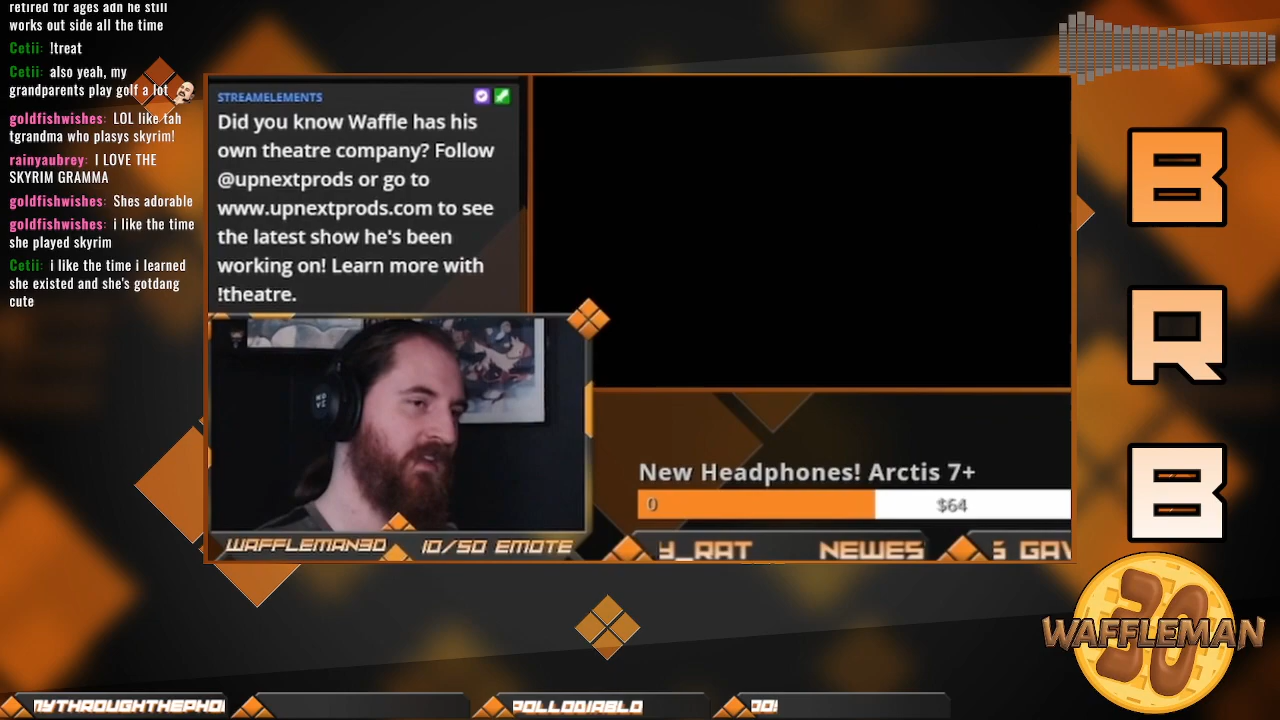 retired for ages adn he still
works out side all the time
Cetii: !treat
Cetii: also yeah, my
grandparents play golf a lot
goldfishwishes: LOL like fah
tgrandma who plasys skyrim!
rainyaubrey: I LOVE THE
SKYRIM GRAMMA
goldfishwishes: Shes adorable
goldfishwishes: i like the time
she played skyrim
Cetii: i like the time i learned
she existed and she's gotdang
cute
STREAMELEMENTS
Did you know Waffle has his
own theatre company? Follow
@upnextprods or go to
www.upnextprods.com to see
the latest show he's been
working on! Learn more with
!theatre.
New Headphones! Arctis 7+
0 $64
WAFFLEMAN30 10/50 EMOTE
Y_RAT NEWES S GAV
BRB
30
WAFFLEMAN
MYTHROUGHTHEPHO
POLLODIABLO